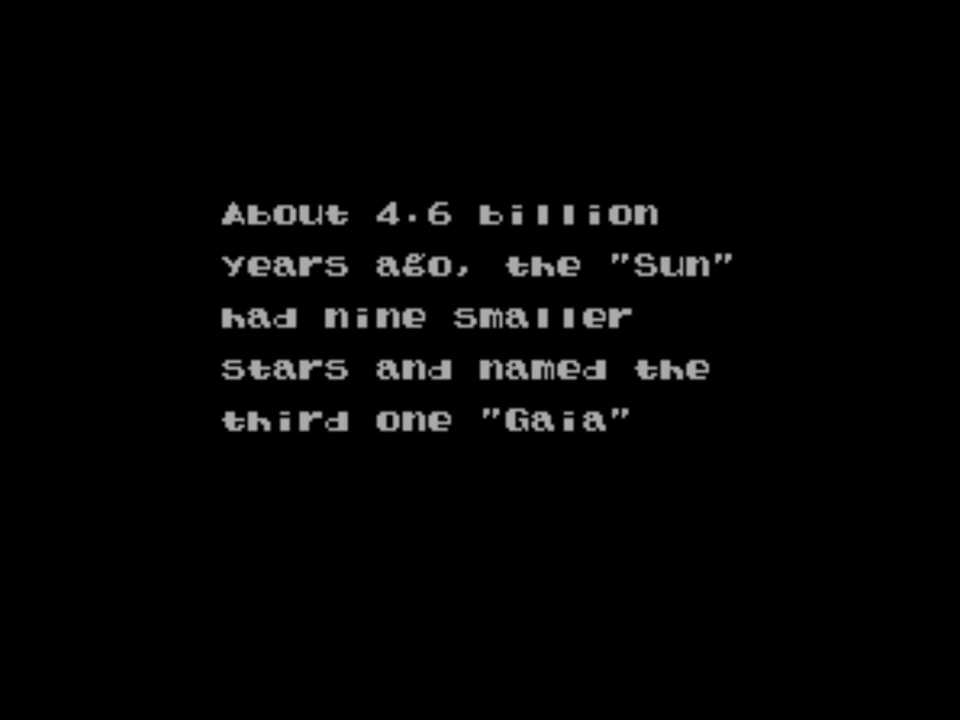 About 4.6 billion
years ago, the "Sun"
had nine smaller
stars and named the
third one "Gaia"